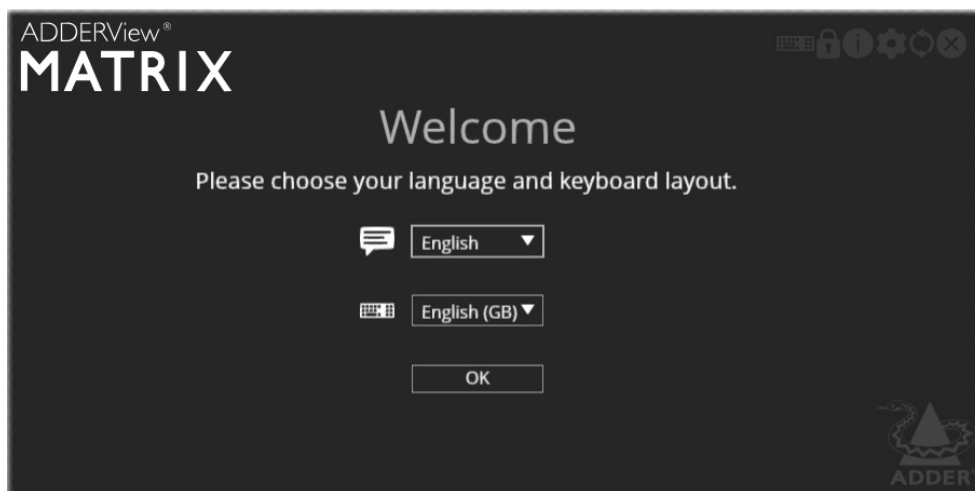 ADDERView®
MATRIX
Welcome
Please choose your language and keyboard layout.
English
English (GB)
OK
ADDER®